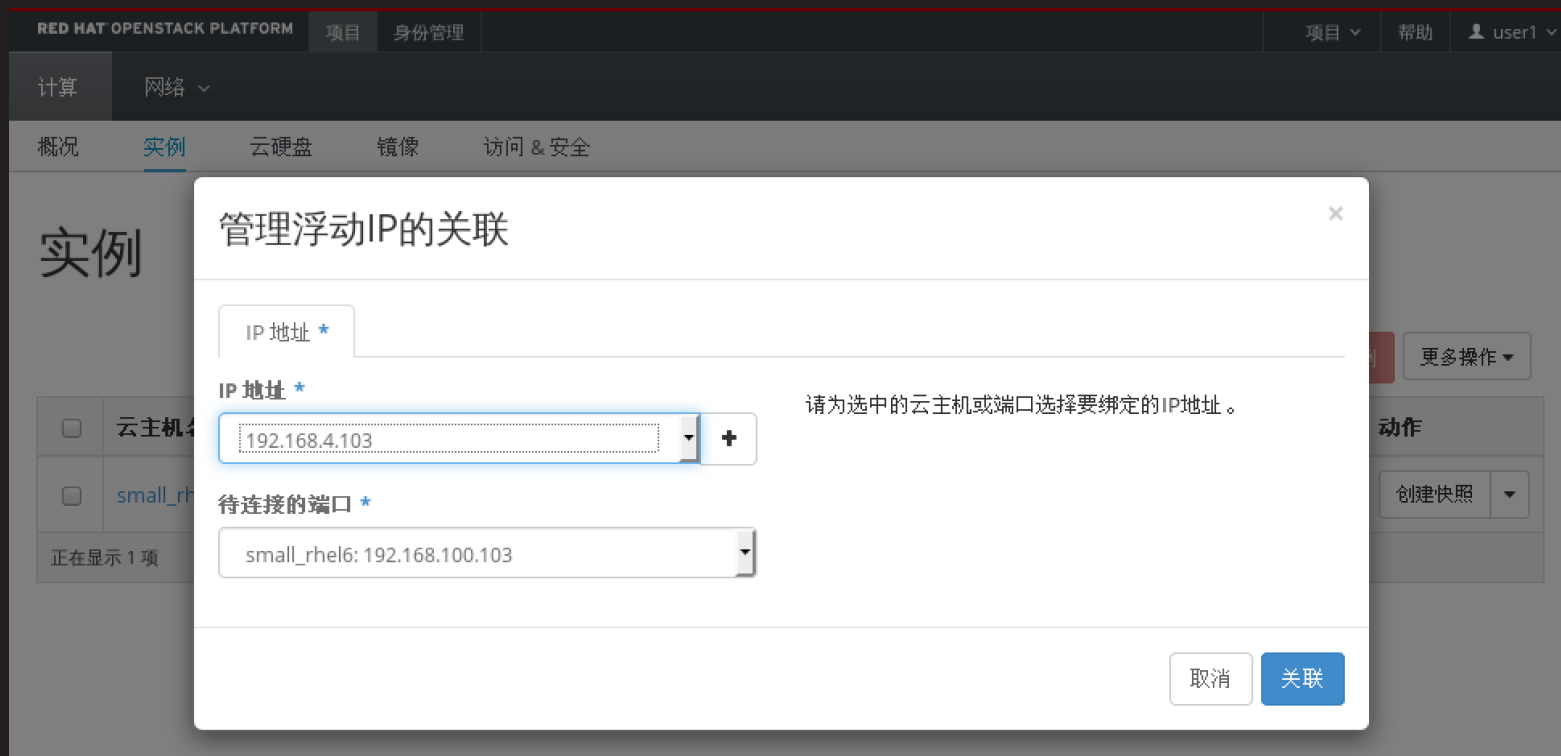 RED HAT OPENSTACK PLATFORM 项目 身份管理 项目 帮助 user1
计算 网络
概况 实例 云硬盘 镜像 访问 & 安全
实例
管理浮动IP的关联 ×
IP 地址 *
更多操作
IP 地址 *
请为选中的云主机或端口选择要绑定的IP地址。
云主机 动作
192.168.4.103
small_rh 创建快照
待连接的端口 *
small_rhel6: 192.168.100.103
正在显示 1 项
取消 关联